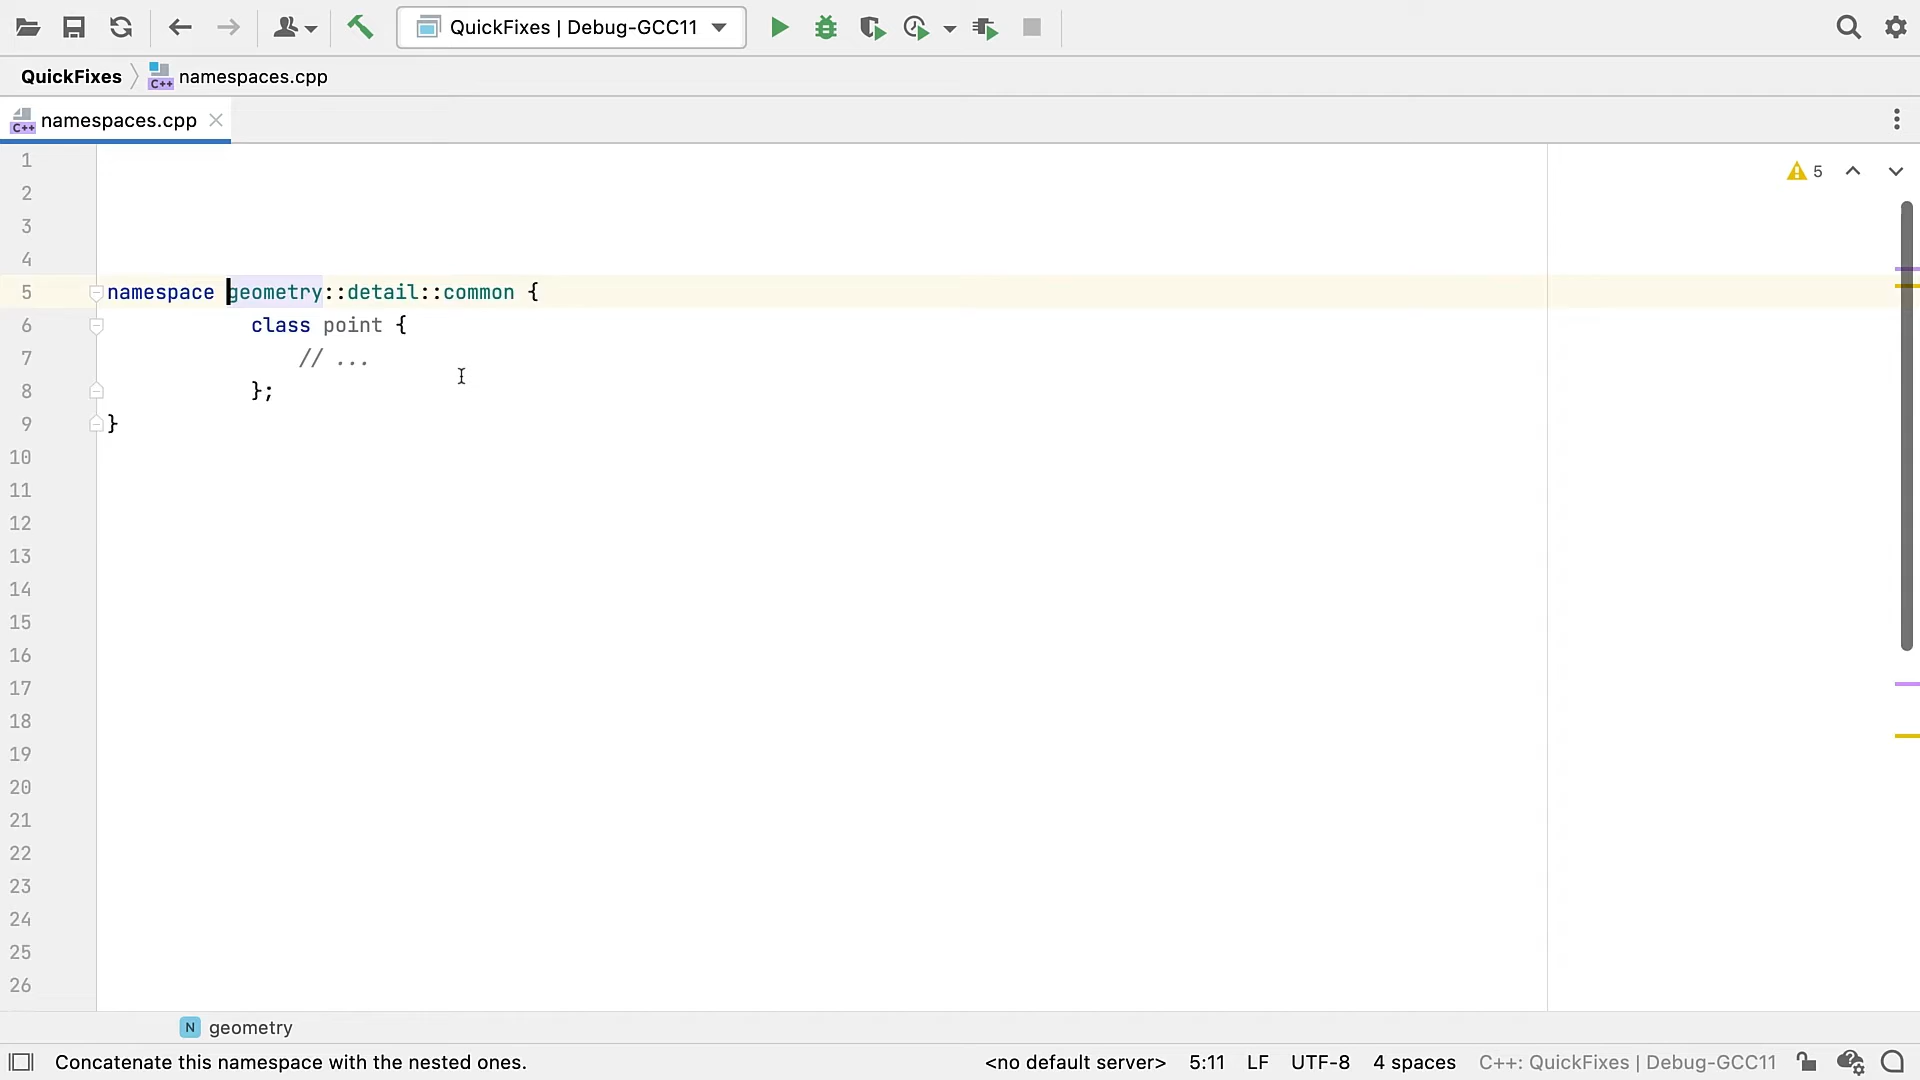 QuickFixes | Debug-GCC11
QuickFixes
C++ namespaces.cpp
C++ namespaces.cpp
5
1
2
3
4
5 namespace geometry::detail::common {
6 class point {
7 // ...
8 };
9 }
10
11
12
13
14
15
16
17
18
19
20
21
22
23
24
25
26
N geometry
Concatenate this namespace with the nested ones. <no default server> 5:11 LF UTF-8 4 spaces C++: QuickFixes | Debug-GCC11